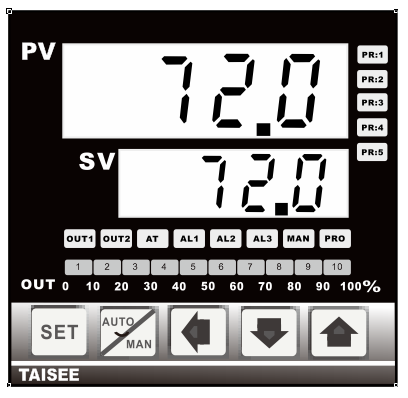 PV 72.0 PR:1
PR:2
PR:3
PR:4
PR:5
SV 72.0
OUT1 OUT2 AT AL1 AL2 AL3 MAN PRO
1 2 3 4 5 6 7 8 9 10
OUT 0 10 20 30 40 50 60 70 80 90 100%
SET AUTO MAN
TAISEE